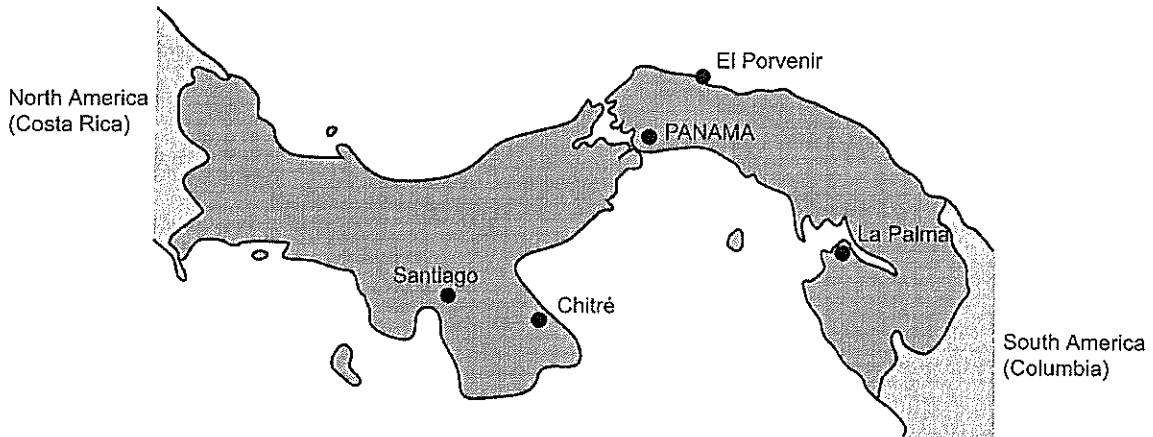 El Porvenir
North America
(Costa Rica)
PANAMA
La Palma
Santiago
Chitré
South America
(Columbia)